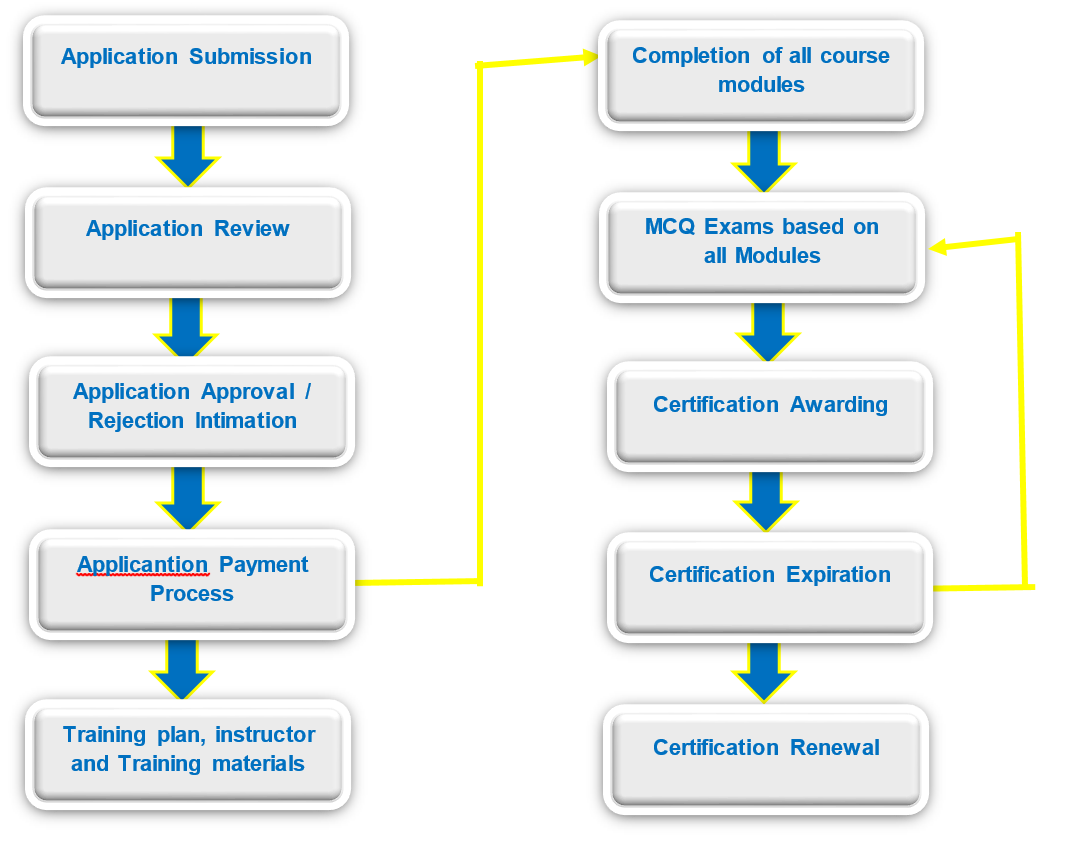 Application Submission
Application Review
Application Approval /
Rejection Intimation
Applicantion Payment
Process
Training plan, instructor
and Training materials
Completion of all course
modules
MCQ Exams based on
all Modules
Certification Awarding
Certification Expiration
Certification Renewal